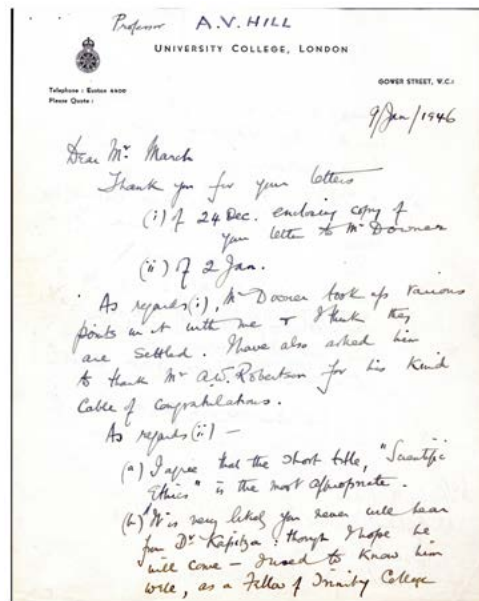 Professor A.V. HILL
UNIVERSITY COLLEGE, LONDON
GOWER STREET, W.C.1
Telephone : Euston 4400
Please Quote :
9/Jan/1946
Dear Mr March
Thank you for your letters
(i) of 24 Dec. enclosing copy of
your letter to Mr Downer
(ii) of 2 Jan.
As regards (i), Mr Downer took up various
points in it with me & I think they
are settled. I have also asked him
to thank Mr A.W. Robertson for his kind
Cable of Congratulations.
As regards (ii) —
(a) I agree that the short title, "Scientific
Ethics" is the most appropriate.
(b) It is very likely you never will hear
from Dr Kapitza: though I hope he
will come — I used to know him
well, as a Fellow of Trinity College